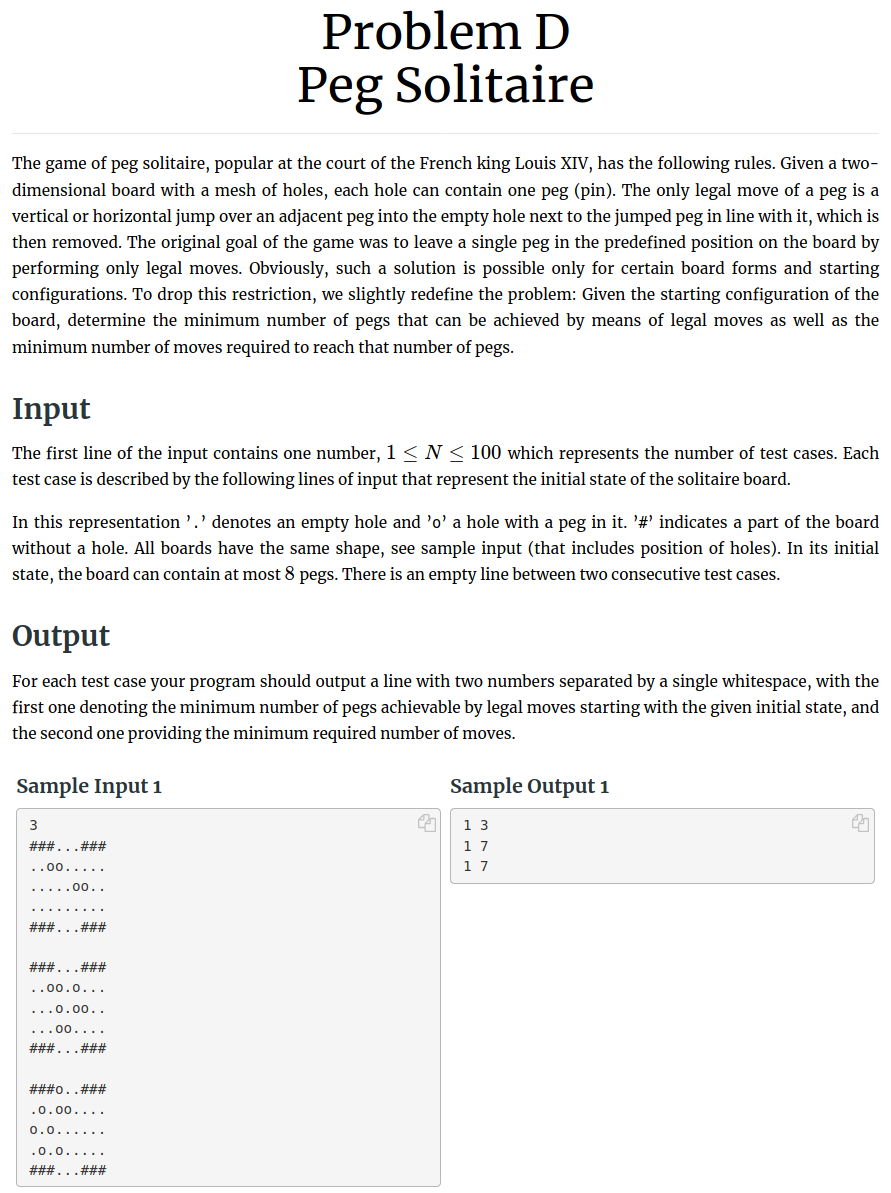 Problem D
Peg Solitaire
The game of peg solitaire, popular at the court of the French king Louis XIV, has the following rules. Given a two-
dimensional board with a mesh of holes, each hole can contain one peg (pin). The only legal move of a peg is a
vertical or horizontal jump over an adjacent peg into the empty hole next to the jumped peg in line with it, which is
then removed. The original goal of the game was to leave a single peg in the predefined position on the board by
performing only legal moves. Obviously, such a solution is possible only for certain board forms and starting
configurations. To drop this restriction, we slightly redefine the problem: Given the starting configuration of the
board, determine the minimum number of pegs that can be achieved by means of legal moves as well as the
minimum number of moves required to reach that number of pegs.
Input
The first line of the input contains one number, 1 ≤ N ≤ 100 which represents the number of test cases. Each
test case is described by the following lines of input that represent the initial state of the solitaire board.
In this representation ’.’ denotes an empty hole and ’o’ a hole with a peg in it. ’#’ indicates a part of the board
without a hole. All boards have the same shape, see sample input (that includes position of holes). In its initial
state, the board can contain at most 8 pegs. There is an empty line between two consecutive test cases.
Output
For each test case your program should output a line with two numbers separated by a single whitespace, with the
first one denoting the minimum number of pegs achievable by legal moves starting with the given initial state, and
the second one providing the minimum required number of moves.
Sample Input 1
3
###...###
..oo.....
.....oo..
.........
###...###

###...###
..oo.o...
...o.oo..
...oo....
###...###

###o..###
.o.oo....
o.o......
.o.o.....
###...###
Sample Output 1
1 3
1 7
1 7